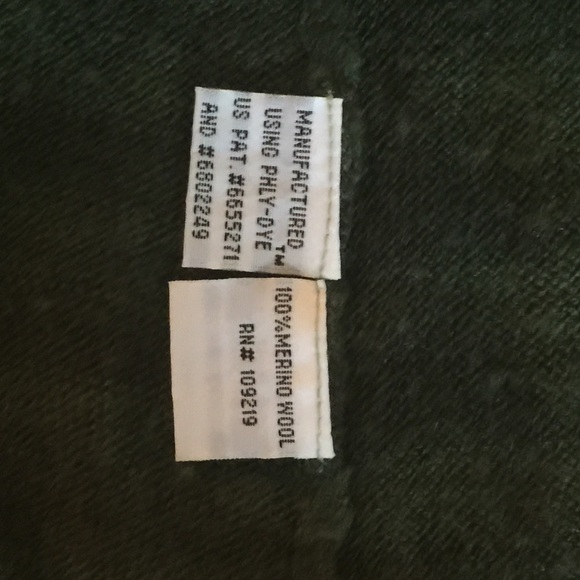 MANUFACTURED
USING PHLY-DYE™
US PAT.#6655271
AND #6802249
100%MERINO WOOL
RN# 109219